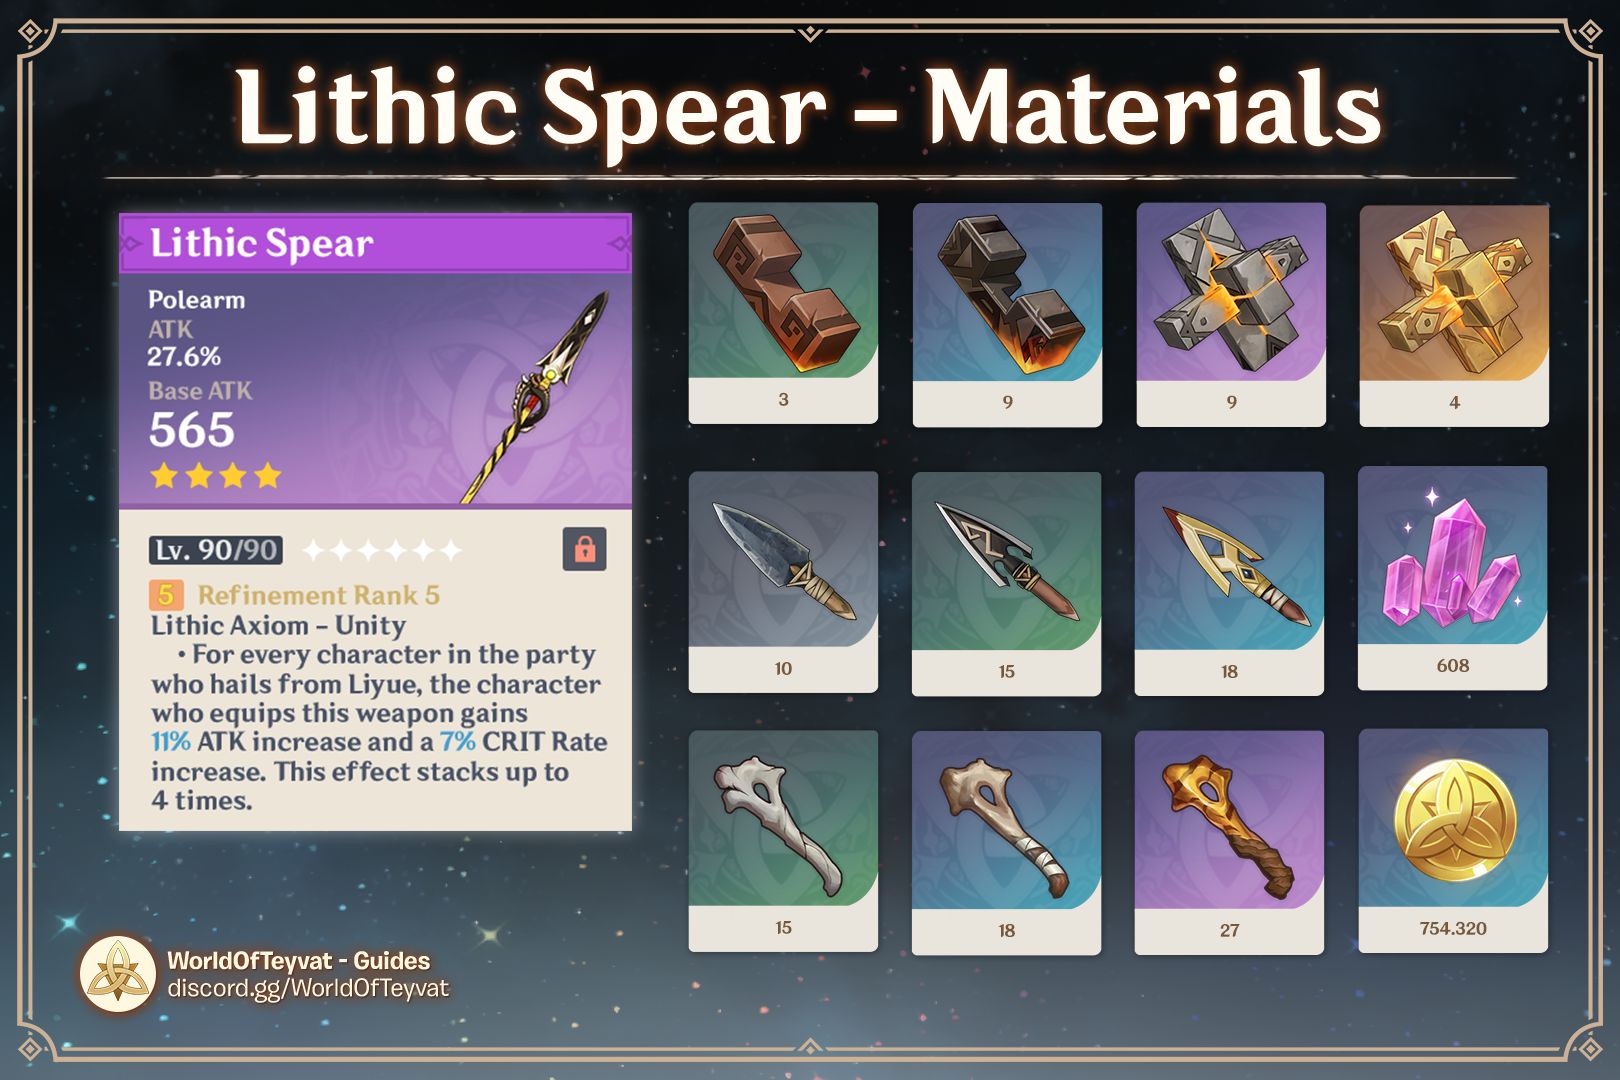 Lithic Spear – Materials
Lithic Spear
Polearm
ATK
27.6%
Base ATK
565
Lv. 90/90
5 Refinement Rank 5
Lithic Axiom – Unity
• For every character in the party
who hails from Liyue, the character
who equips this weapon gains
11% ATK increase and a 7% CRIT Rate
increase. This effect stacks up to
4 times.
3
9
9
4
10
15
18
608
15
18
27
754.320
WorldOfTeyvat - Guides
discord.gg/WorldOfTeyvat